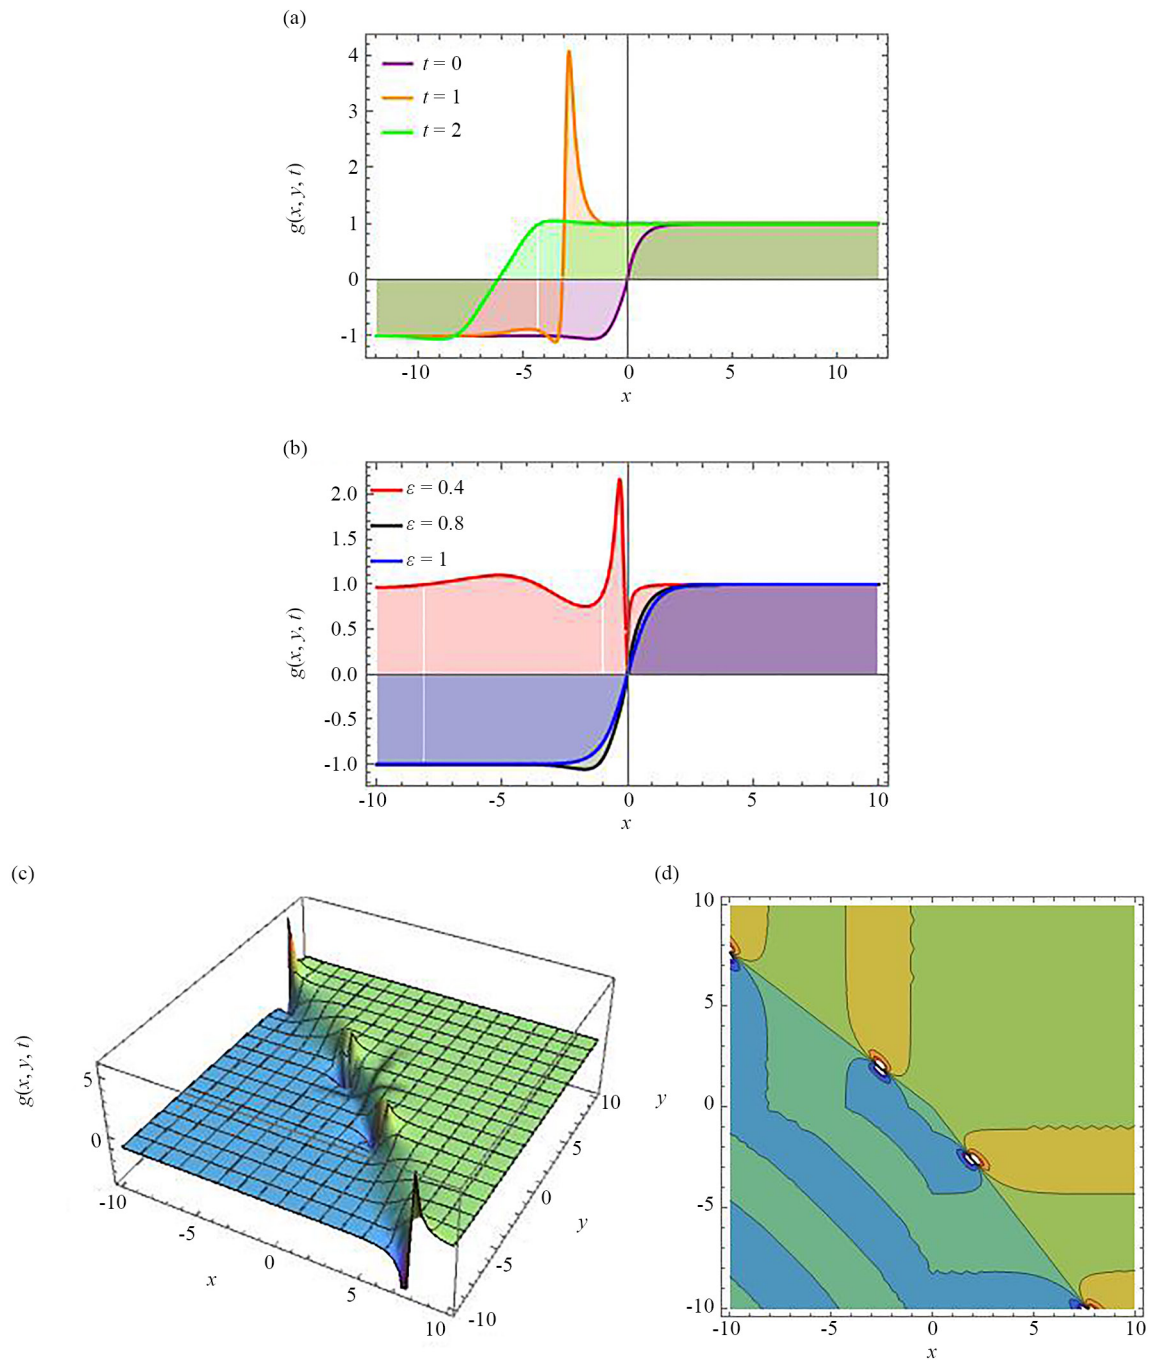 (a)
4
3
2
1
0
-1
g(x, y, t)
t = 0
t = 1
t = 2
-10 -5 0 5 10
x
(b)
2.0
1.5
1.0
0.5
0.0
-0.5
-1.0
g(x, y, t)
ε = 0.4
ε = 0.8
ε = 1
-10 -5 0 5 10
x
(c)
g(x, y, t)
5
0
-10
-5
0
5
10
x
-10
-5
0
5
10
y
(d)
10
5
0
-5
-10
y
-10 -5 0 5 10
x